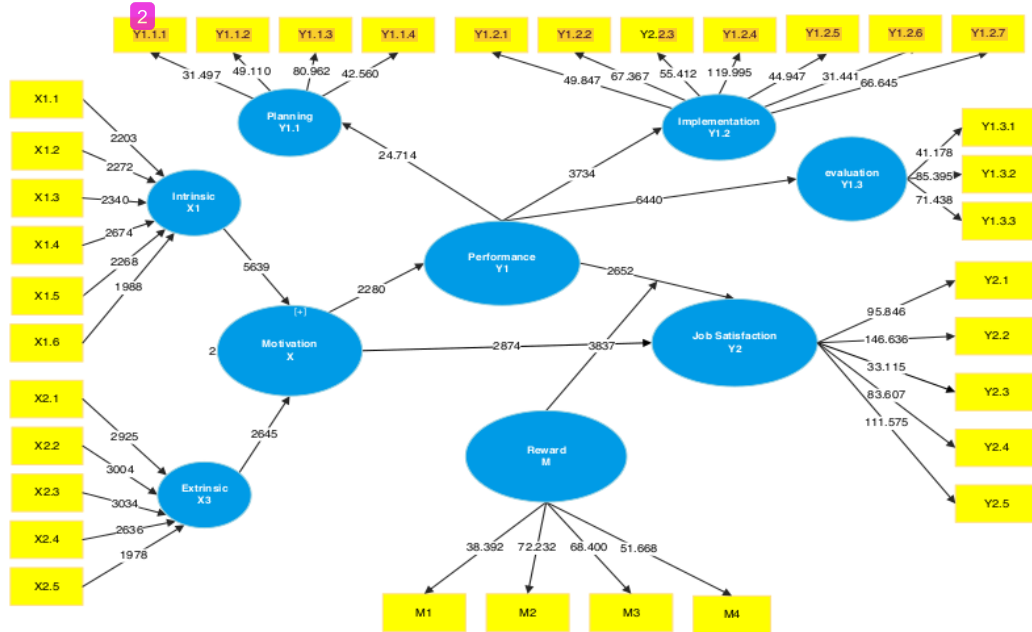 2
Y1.1.1 Y1.1.2 Y1.1.3 Y1.1.4 Y1.2.1 Y1.2.2 Y2.2.3 Y1.2.4 Y1.2.5 Y1.2.6 Y1.2.7
31.497 49.110 80.962 42.560 49.847 67.367 55.412 119.995 44.947 31.441 66.645
Planning
Y1.1
Implementation
Y1.2
X1.1
X1.2
X1.3
X1.4
X1.5
X1.6
2203
2272
2340
2674
2268
1988
Intrinsic
X1
24.714
3734
6440
evaluation
Y1.3
41.178
85.395
71.438
Y1.3.1
Y1.3.2
Y1.3.3
5639
Performance
Y1
2280
2652
[+]
2
Motivation
X
2874
3837
Job Satisfaction
Y2
95.846
146.636
33.115
83.607
111.575
Y2.1
Y2.2
Y2.3
Y2.4
Y2.5
X2.1
X2.2
X2.3
X2.4
X2.5
2925
3004
3034
2636
1978
2645
Extrinsic
X3
Reward
M
38.392 72.232 68.400 51.668
M1 M2 M3 M4